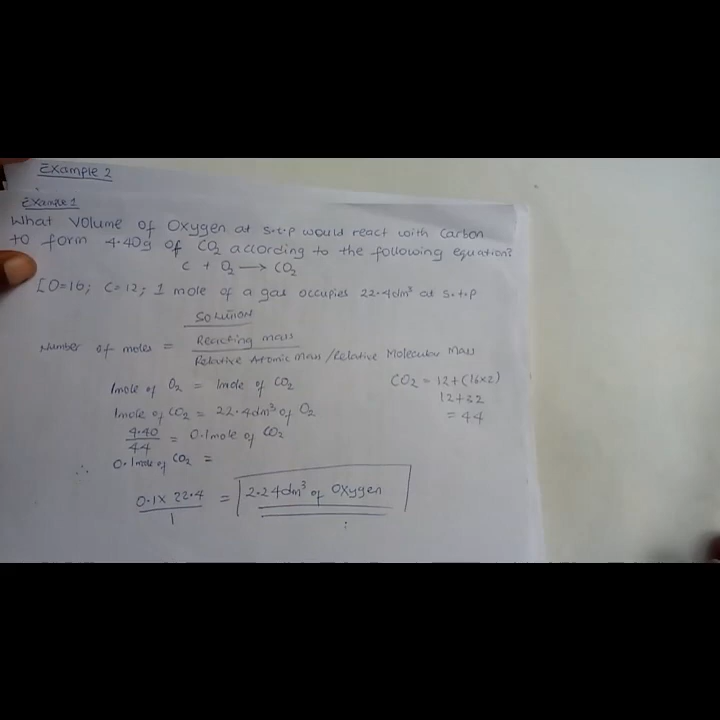 Example 2
Example 1
What Volume of Oxygen at s.t.p would react with Carbon
to form 4.40g of CO₂ according to the following equation?
C + O₂ → CO₂
[O=16; C=12; 1 mole of a gas occupies 22.4dm³ at s.t.p
SOLUTION
Number of moles = Reacting mass / Relative Atomic Mass/Relative Molecular Mass
1mole of O₂ = 1mole of CO₂
1mole of CO₂ = 22.4dm³ of O₂
4.40/44 = 0.1mole of CO₂
∴ 0.1mole of CO₂ =
0.1 x 22.4 / 1 = 2.24dm³ of Oxygen
CO₂ = 12+(16x2)
12+32
= 44